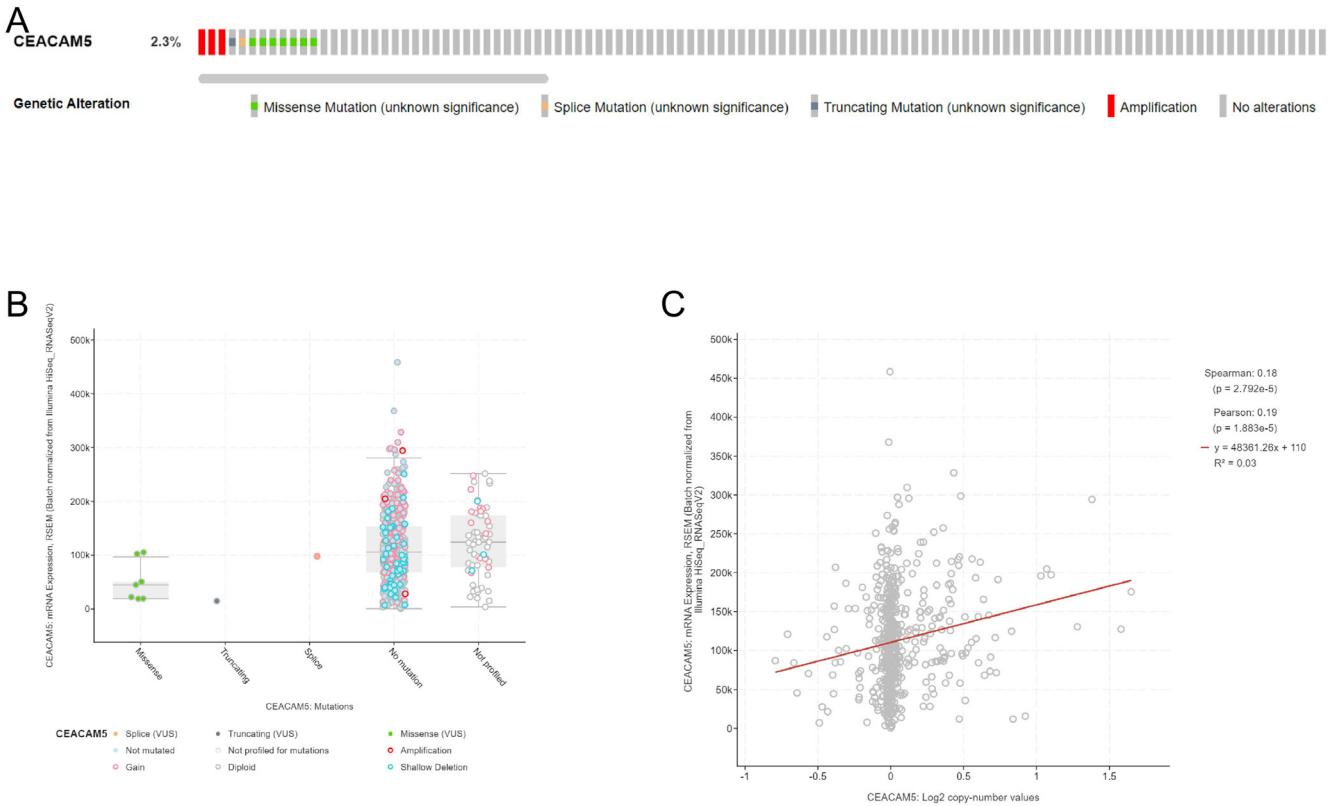 A
CEACAM5 2.3%
Genetic Alteration
Missense Mutation (unknown significance) Splice Mutation (unknown significance) Truncating Mutation (unknown significance) Amplification No alterations
B
CEACAM5: mRNA Expression, RSEM (Batch normalized from Illumina HiSeq_RNASeqV2)
500k
400k
300k
200k
100k
0
Missense
Truncating
Splice
No mutation
Not profiled
CEACAM5: Mutations
CEACAM5 Splice (VUS) Truncating (VUS) Missense (VUS)
Not mutated Not profiled for mutations Amplification
Gain Diploid Shallow Deletion
C
CEACAM5: mRNA Expression, RSEM (Batch normalized from
Illumina HiSeq_RNASeqV2)
500k
450k
400k
350k
300k
250k
200k
150k
100k
50k
0
-1 -0.5 0 0.5 1 1.5
CEACAM5: Log2 copy-number values
Spearman: 0.18
(p = 2.792e-5)
Pearson: 0.19
(p = 1.883e-5)
y = 48361.26x + 110
R² = 0.03